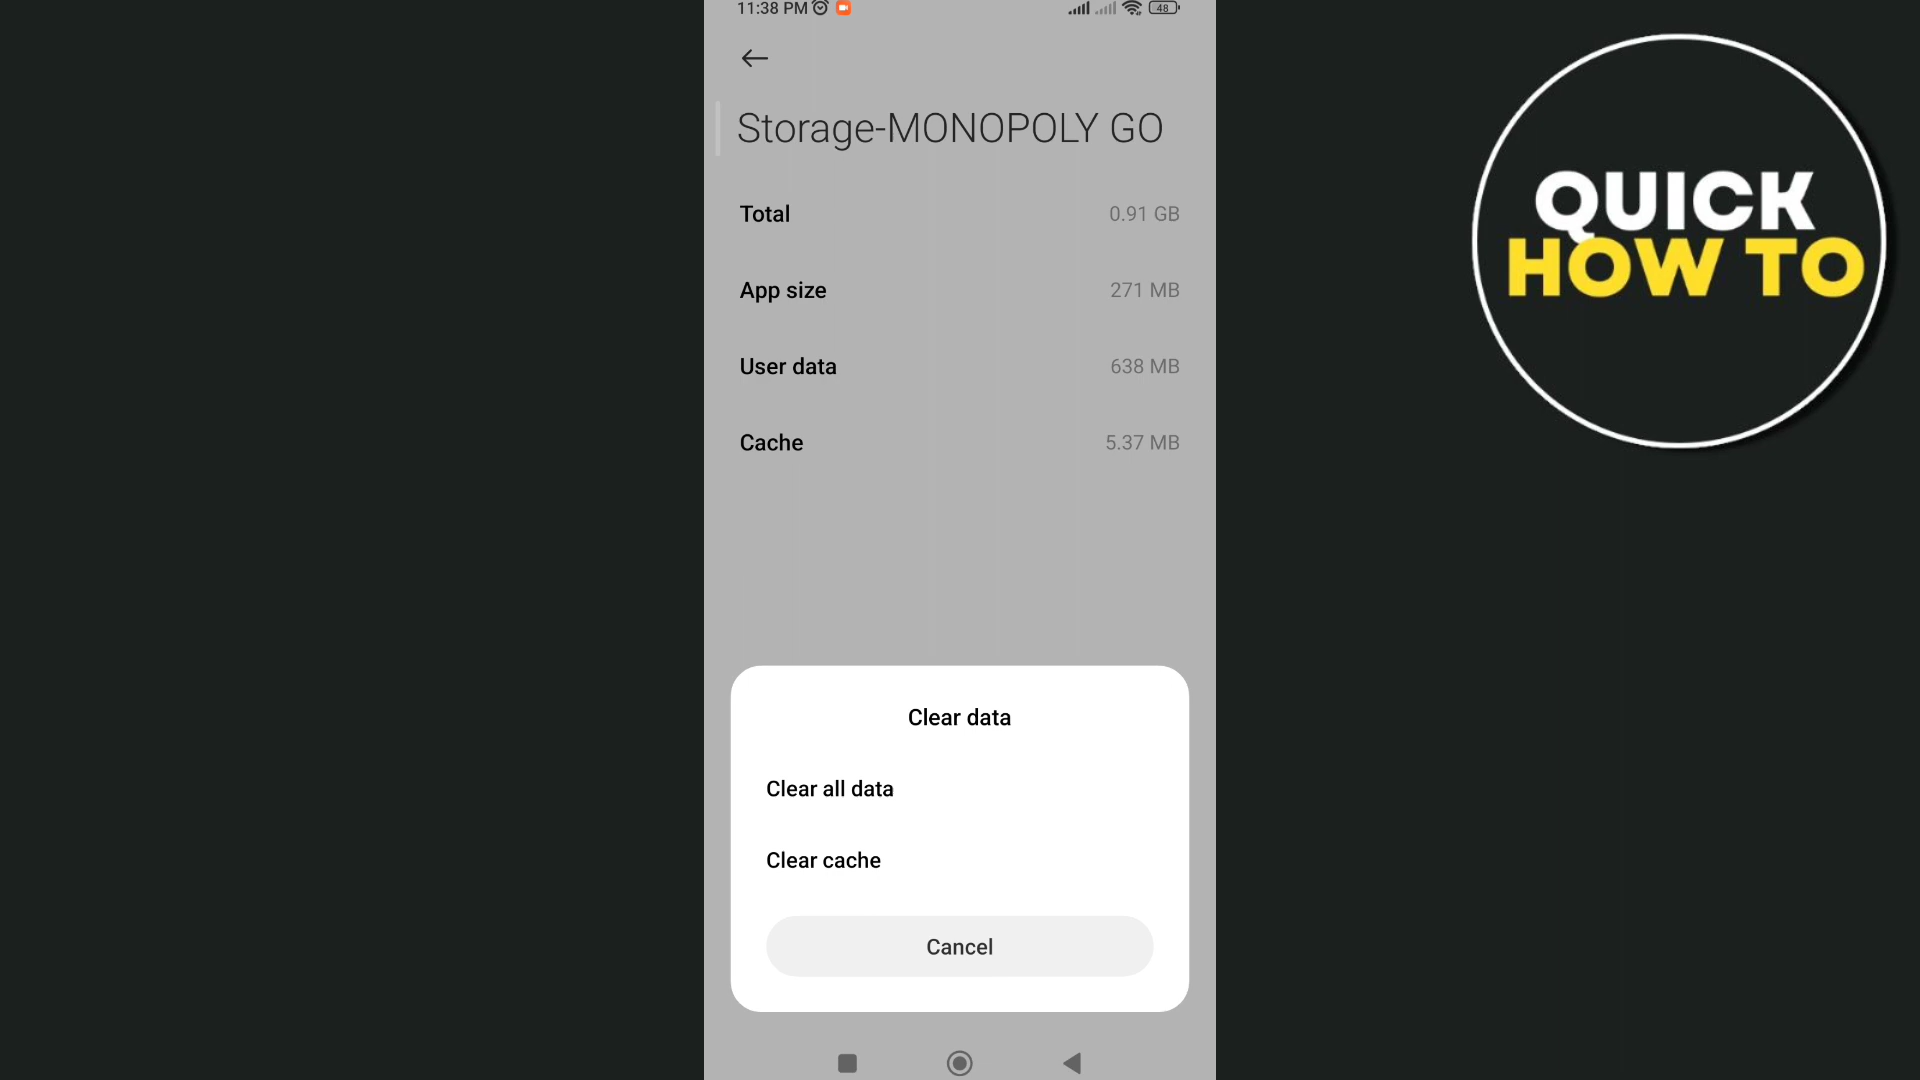 11:38 PM
48
Storage-MONOPOLY GO
Total 0.91 GB
App size 271 MB
User data 638 MB
Cache 5.37 MB
Clear data
Clear all data
Clear cache
Cancel
QUICK
HOW TO